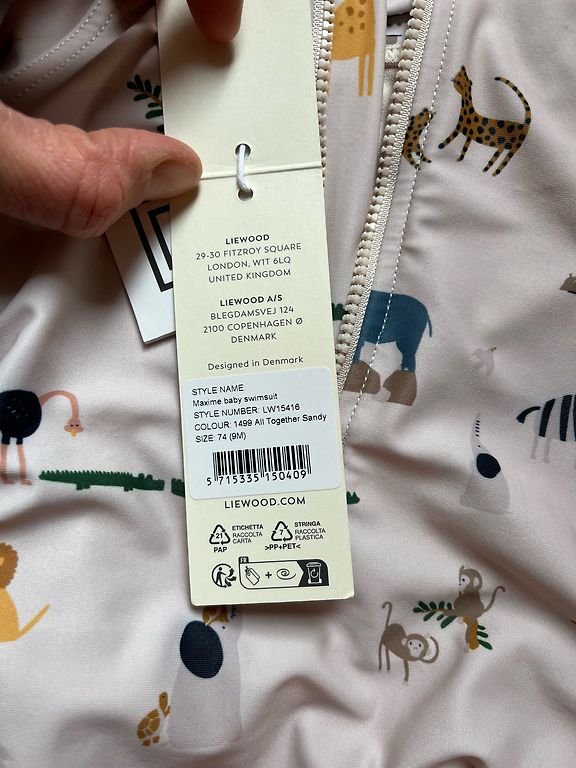 LIEWOOD
29-30 FITZROY SQUARE
LONDON, W1T 6LQ
UNITED KINGDOM
LIEWOOD A/S
BLEGDAMSVEJ 124
2100 COPENHAGEN Ø
DENMARK
Designed in Denmark
STYLE NAME
Maxime baby swimsuit
STYLE NUMBER: LW15416
COLOUR: 1499 All Together Sandy
SIZE 74 (9M)
5 715335 150409
LIEWOOD.COM
21
PAP
ETICHETTA
RACCOLTA
CARTA
7
>PP+PET<
STRINGA
RACCOLTA
PLASTICA
FR
+